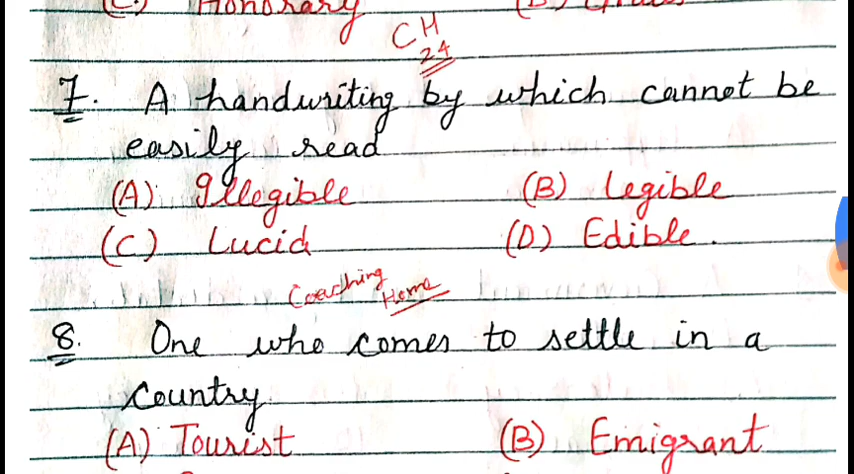 (C) Honorary (D)
CH
24
7. A handwriting by which cannot be
easily read
(A) Illegible (B) Legible
(C) Lucid (D) Edible.
Coaching
Home
8. One who comes to settle in a
country
(A) Tourist (B) Emigrant